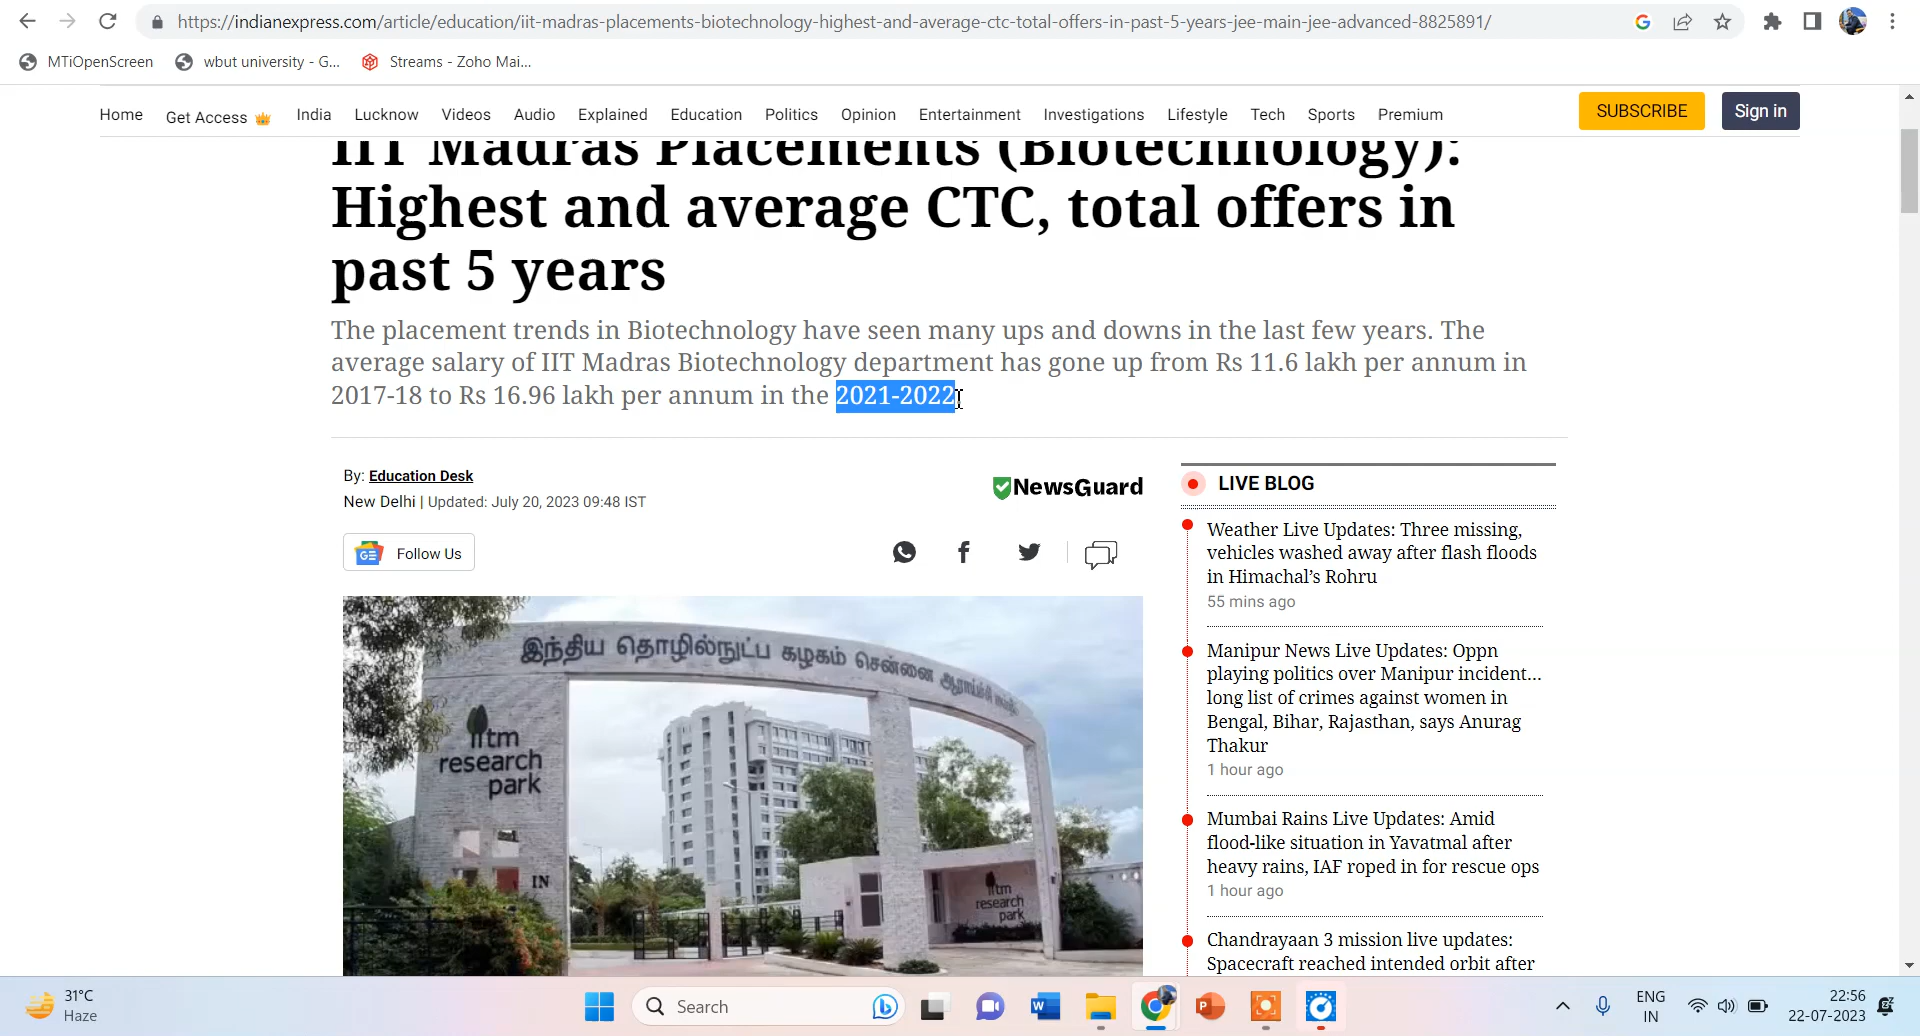 https://indianexpress.com/article/education/iit-madras-placements-biotechnology-highest-and-average-ctc-total-offers-in-past-5-years-jee-main-jee-advanced-8825891/
MTiOpenScreen wbut university - G... Streams - Zoho Mai...
Home Get Access India Lucknow Videos Audio Explained Education Politics Opinion Entertainment Investigations Lifestyle Tech Sports Premium SUBSCRIBE Sign in
IIT Madras Placements (Biotechnology):
Highest and average CTC, total offers in
past 5 years
The placement trends in Biotechnology have seen many ups and downs in the last few years. The
average salary of IIT Madras Biotechnology department has gone up from Rs 11.6 lakh per annum in
2017-18 to Rs 16.96 lakh per annum in the 2021-2022.
By: Education Desk
New Delhi | Updated: July 20, 2023 09:48 IST
NewsGuard
GE Follow Us
இந்திய தொழில்நுட்ப கழகம் சென்னை
iitm
research
park
IN
iitm
research
park
LIVE BLOG
Weather Live Updates: Three missing,
vehicles washed away after flash floods
in Himachal’s Rohru
55 mins ago
Manipur News Live Updates: Oppn
playing politics over Manipur incident...
long list of crimes against women in
Bengal, Bihar, Rajasthan, says Anurag
Thakur
1 hour ago
Mumbai Rains Live Updates: Amid
flood-like situation in Yavatmal after
heavy rains, IAF roped in for rescue ops
1 hour ago
Chandrayaan 3 mission live updates:
Spacecraft reached intended orbit after
31°C
Haze
Search
ENG
IN
22:56
22-07-2023